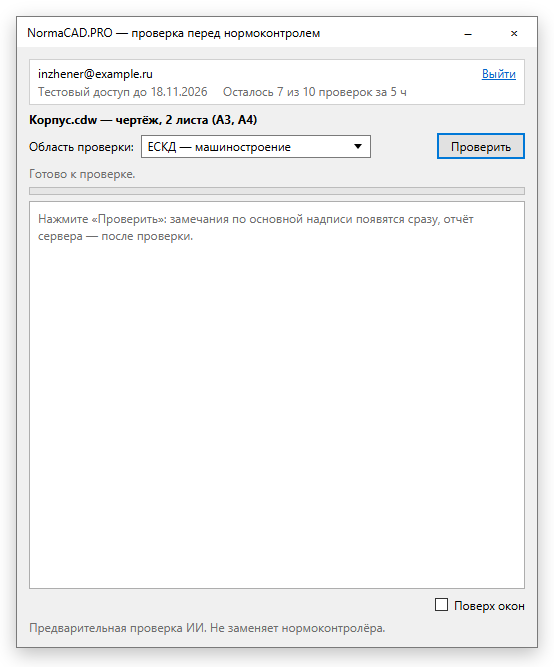 NormaCAD.PRO — проверка перед нормоконтролем
inzhener@example.ru Выйти
Тестовый доступ до 18.11.2026 Осталось 7 из 10 проверок за 5 ч
Корпус.cdw — чертёж, 2 листа (А3, А4)
Область проверки: ЕСКД — машиностроение Проверить
Готово к проверке.
Нажмите «Проверить»: замечания по основной надписи появятся сразу, отчёт
сервера — после проверки.
Поверх окон
Предварительная проверка ИИ. Не заменяет нормоконтролёра.